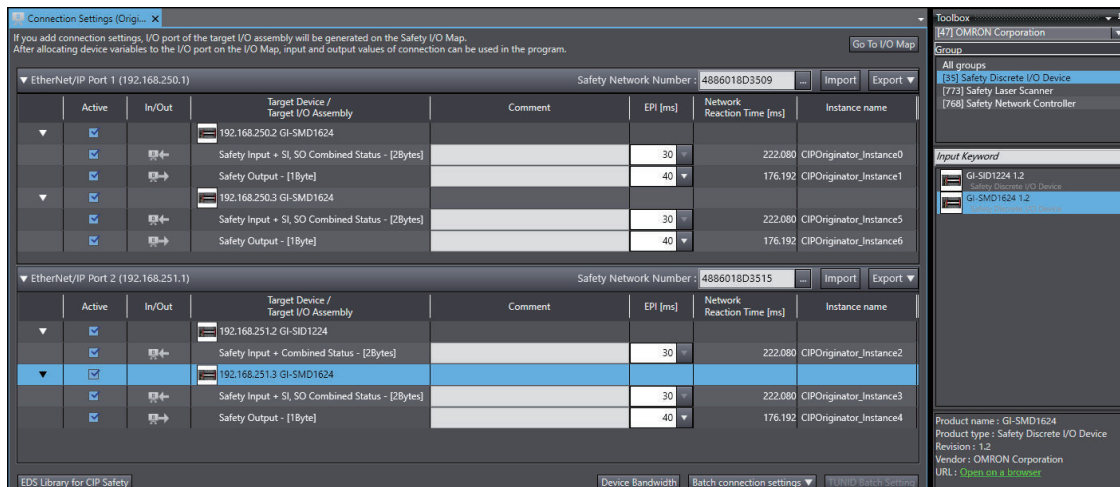 Connection Settings (Origi... ×
If you add connection settings, I/O port of the target I/O assembly will be generated on the Safety I/O Map.
After allocating device variables to the I/O port on the I/O Map, input and output values of connection can be used in the program.
Go To I/O Map
EtherNet/IP Port 1 (192.168.250.1) Safety Network Number : 4886018D3509 ... Import Export
Active In/Out Target Device / Target I/O Assembly Comment EPI [ms] Network Reaction Time [ms] Instance name
192.168.250.2 GI-SMD1624
Safety Input + SI, SO Combined Status - [2Bytes] 30 222.080 CIPOriginator_Instance0
Safety Output - [1Byte] 40 176.192 CIPOriginator_Instance1
192.168.250.3 GI-SMD1624
Safety Input + SI, SO Combined Status - [2Bytes] 30 222.080 CIPOriginator_Instance5
Safety Output - [1Byte] 40 176.192 CIPOriginator_Instance6
EtherNet/IP Port 2 (192.168.251.1) Safety Network Number : 4886018D3515 ... Import Export
Active In/Out Target Device / Target I/O Assembly Comment EPI [ms] Network Reaction Time [ms] Instance name
192.168.251.2 GI-SID1224
Safety Input + Combined Status - [2Bytes] 30 222.080 CIPOriginator_Instance2
192.168.251.3 GI-SMD1624
Safety Input + SI, SO Combined Status - [2Bytes] 30 222.080 CIPOriginator_Instance3
Safety Output - [1Byte] 40 176.192 CIPOriginator_Instance4
EDS Library for CIP Safety Device Bandwidth Batch connection settings TUNID Batch Setting
Toolbox
[47] OMRON Corporation
Group
All groups
[35] Safety Discrete I/O Device
[773] Safety Laser Scanner
[768] Safety Network Controller
Input Keyword
GI-SID1224 1.2
Safety Discrete I/O Device
GI-SMD1624 1.2
Safety Discrete I/O Device
Product name : GI-SMD1624
Product type : Safety Discrete I/O Device
Revision : 1.2
Vendor : OMRON Corporation
URL : Open on a browser